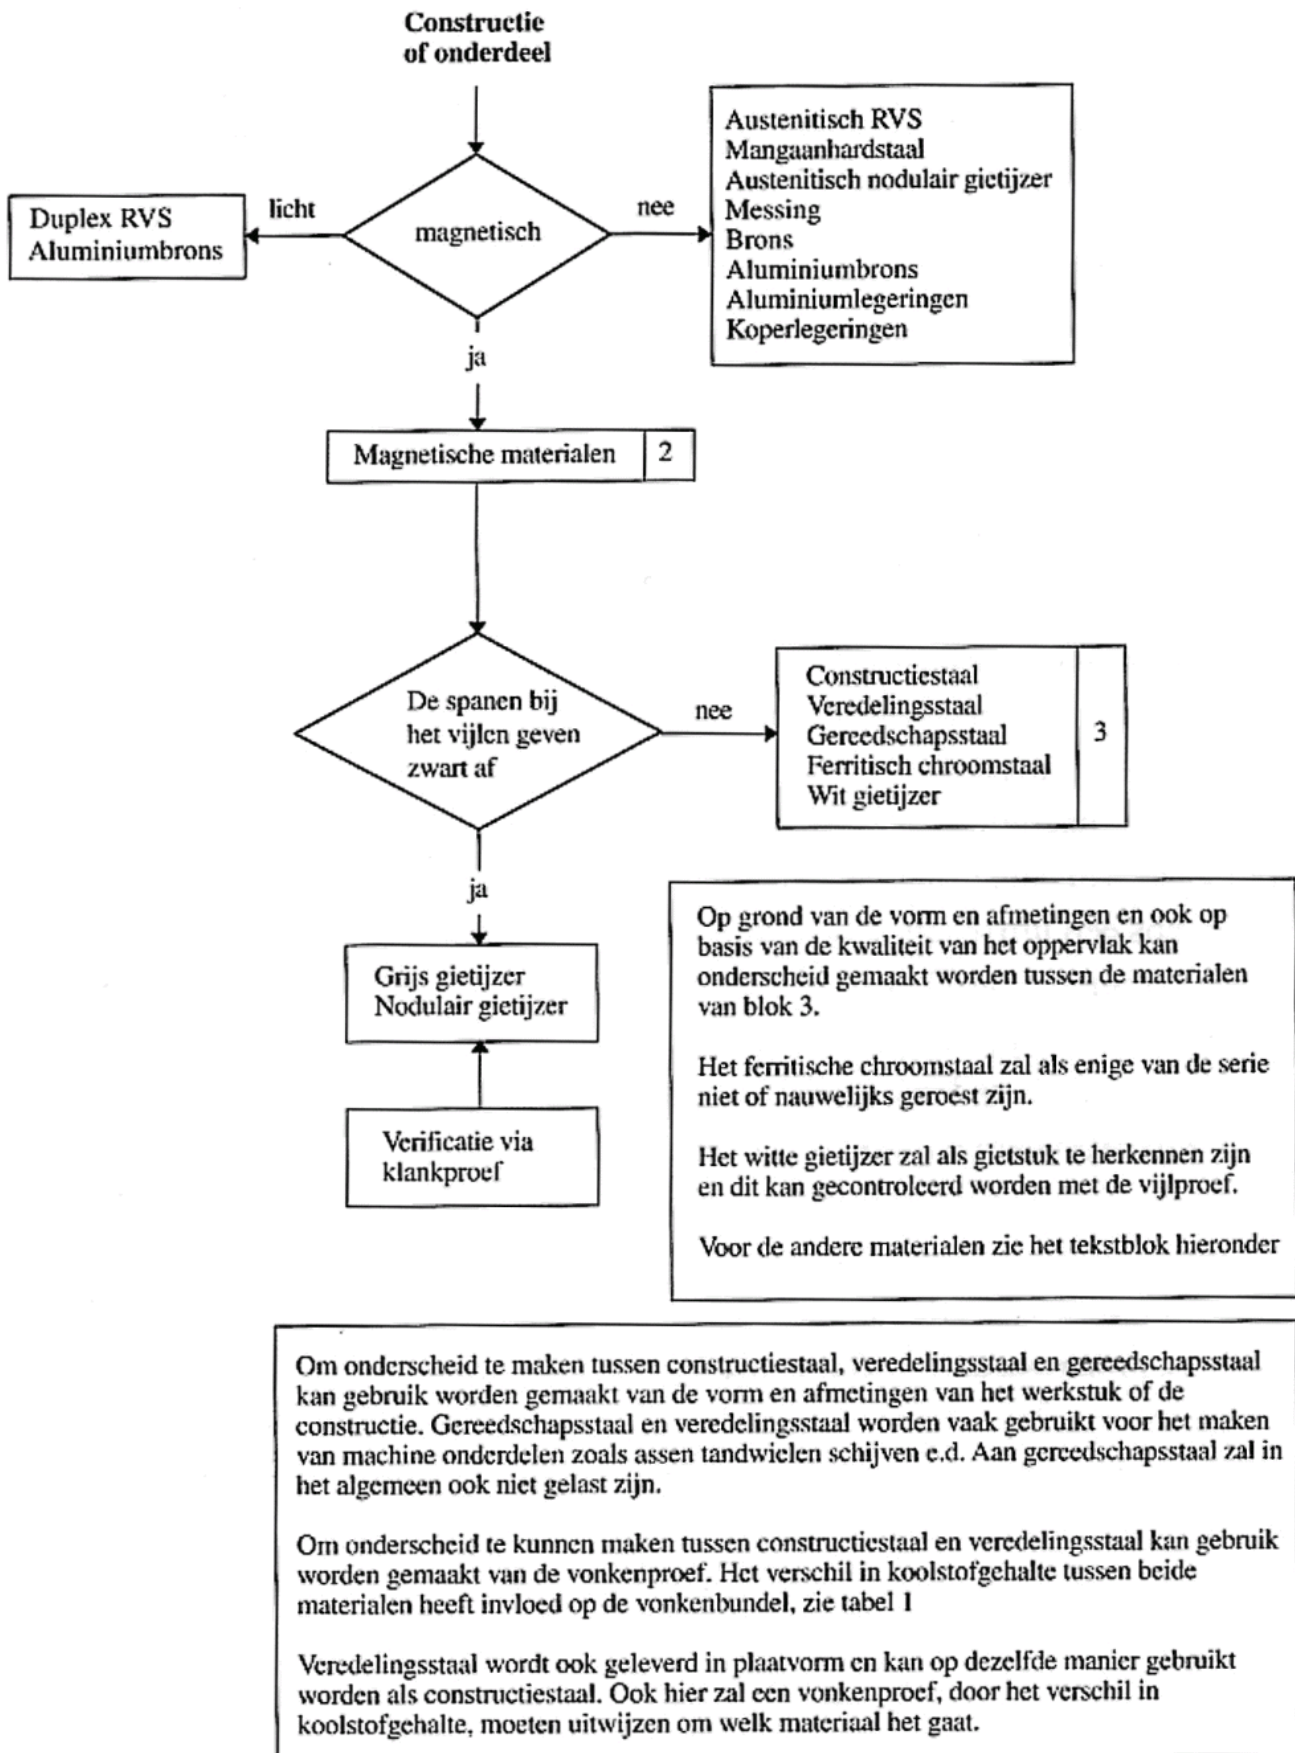 Constructie
of onderdeel
Austenitisch RVS
Mangaanhardstaal
Austenitisch nodulair gietijzer
Messing
Brons
Aluminiumbrons
Aluminiumlegeringen
Koperlegeringen
nee
magnetisch
licht
Duplex RVS
Aluminiumbrons
ja
Magnetische materialen 2
De spanen bij
het vijlen geven
zwart af
nee
Constructiestaal
Veredelingsstaal
Gereedschapsstaal
Ferritisch chroomstaal
Wit gietijzer
3
ja
Grijs gietijzer
Nodulair gietijzer
Verificatie via
klankproef
Op grond van de vorm en afmetingen en ook op
basis van de kwaliteit van het oppervlak kan
onderscheid gemaakt worden tussen de materialen
van blok 3.
Het ferritische chroomstaal zal als enige van de serie
niet of nauwelijks geroest zijn.
Het witte gietijzer zal als gietstuk te herkennen zijn
en dit kan gecontroleerd worden met de vijlproef.
Voor de andere materialen zie het tekstblok hieronder
Om onderscheid te maken tussen constructiestaal, veredelingsstaal en gereedschapsstaal
kan gebruik worden gemaakt van de vorm en afmetingen van het werkstuk of de
constructie. Gereedschapsstaal en veredelingsstaal worden vaak gebruikt voor het maken
van machine onderdelen zoals assen tandwielen schijven e.d. Aan gereedschapsstaal zal in
het algemeen ook niet gelast zijn.
Om onderscheid te kunnen maken tussen constructiestaal en veredelingsstaal kan gebruik
worden gemaakt van de vonkenproef. Het verschil in koolstofgehalte tussen beide
materialen heeft invloed op de vonkenbundel, zie tabel 1
Veredelingsstaal wordt ook geleverd in plaatvorm en kan op dezelfde manier gebruikt
worden als constructiestaal. Ook hier zal een vonkenproef, door het verschil in
koolstofgehalte, moeten uitwijzen om welk materiaal het gaat.